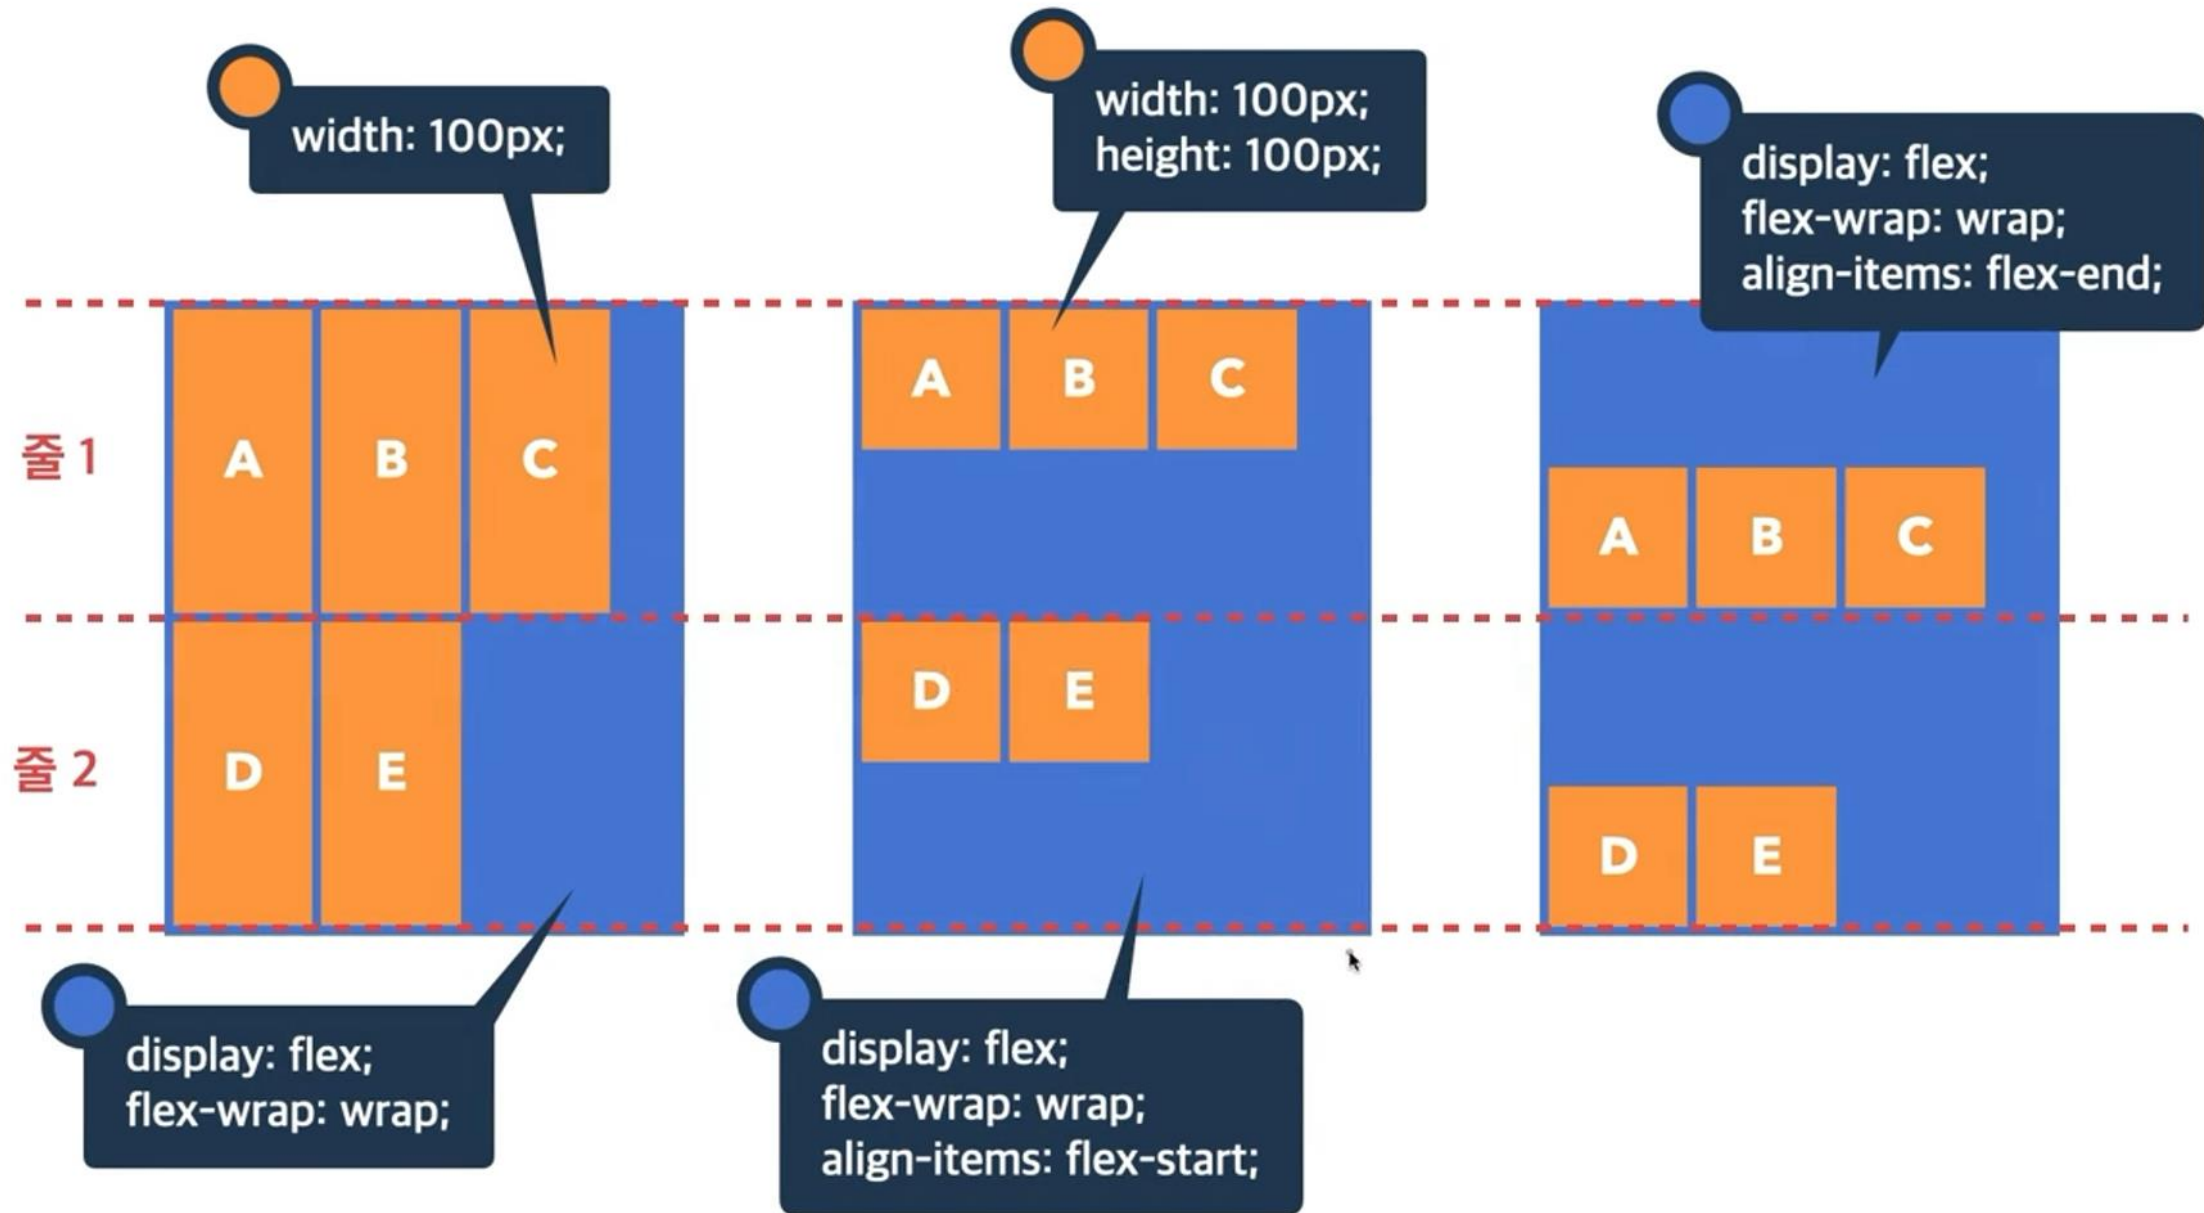 width: 100px;
width: 100px;
height: 100px;
display: flex;
flex-wrap: wrap;
align-items: flex-end;
줄 1
A B C
A B C
A B C
줄 2
D E
D E
D E
display: flex;
flex-wrap: wrap;
display: flex;
flex-wrap: wrap;
align-items: flex-start;